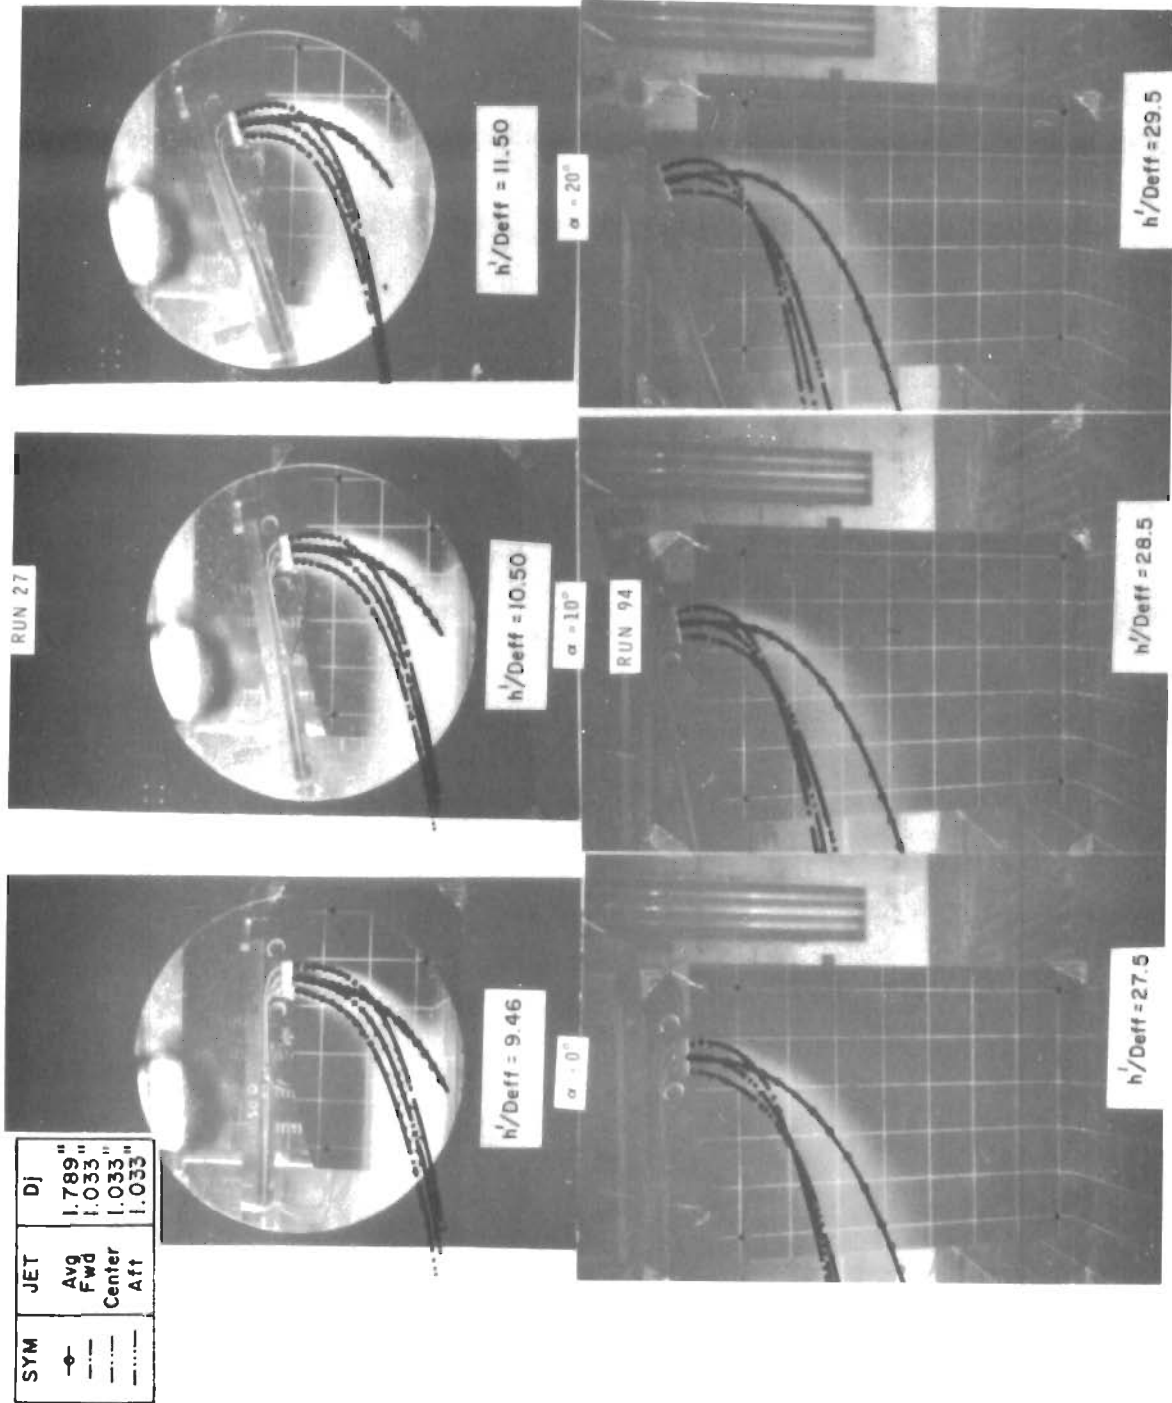 SYM JET Dj
Avg 1.789"
Fwd 1.033"
Center 1.033"
Aft 1.033"
RUN 27
h'/Deff = 9.46
h'/Deff = 10.50
h'/Deff = 11.50
α - 0°
α - 10°
α - 20°
RUN 94
h'/Deff = 27.5
h'/Deff = 28.5
h'/Deff = 29.5